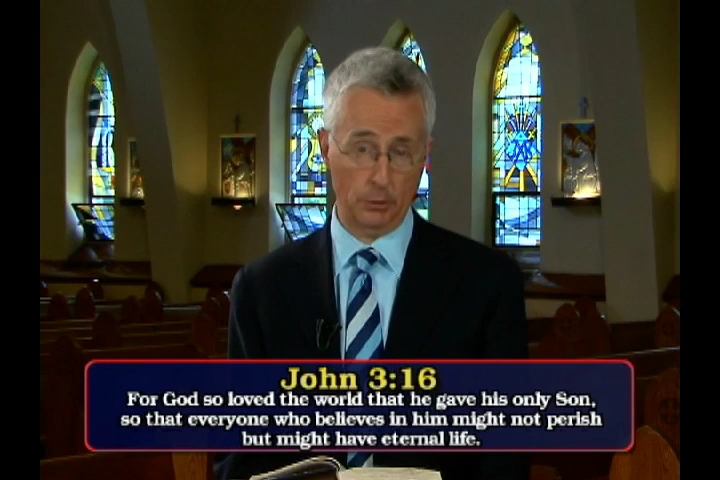 John 3:16
For God so loved the world that he gave his only Son,
so that everyone who believes in him might not perish
but might have eternal life.